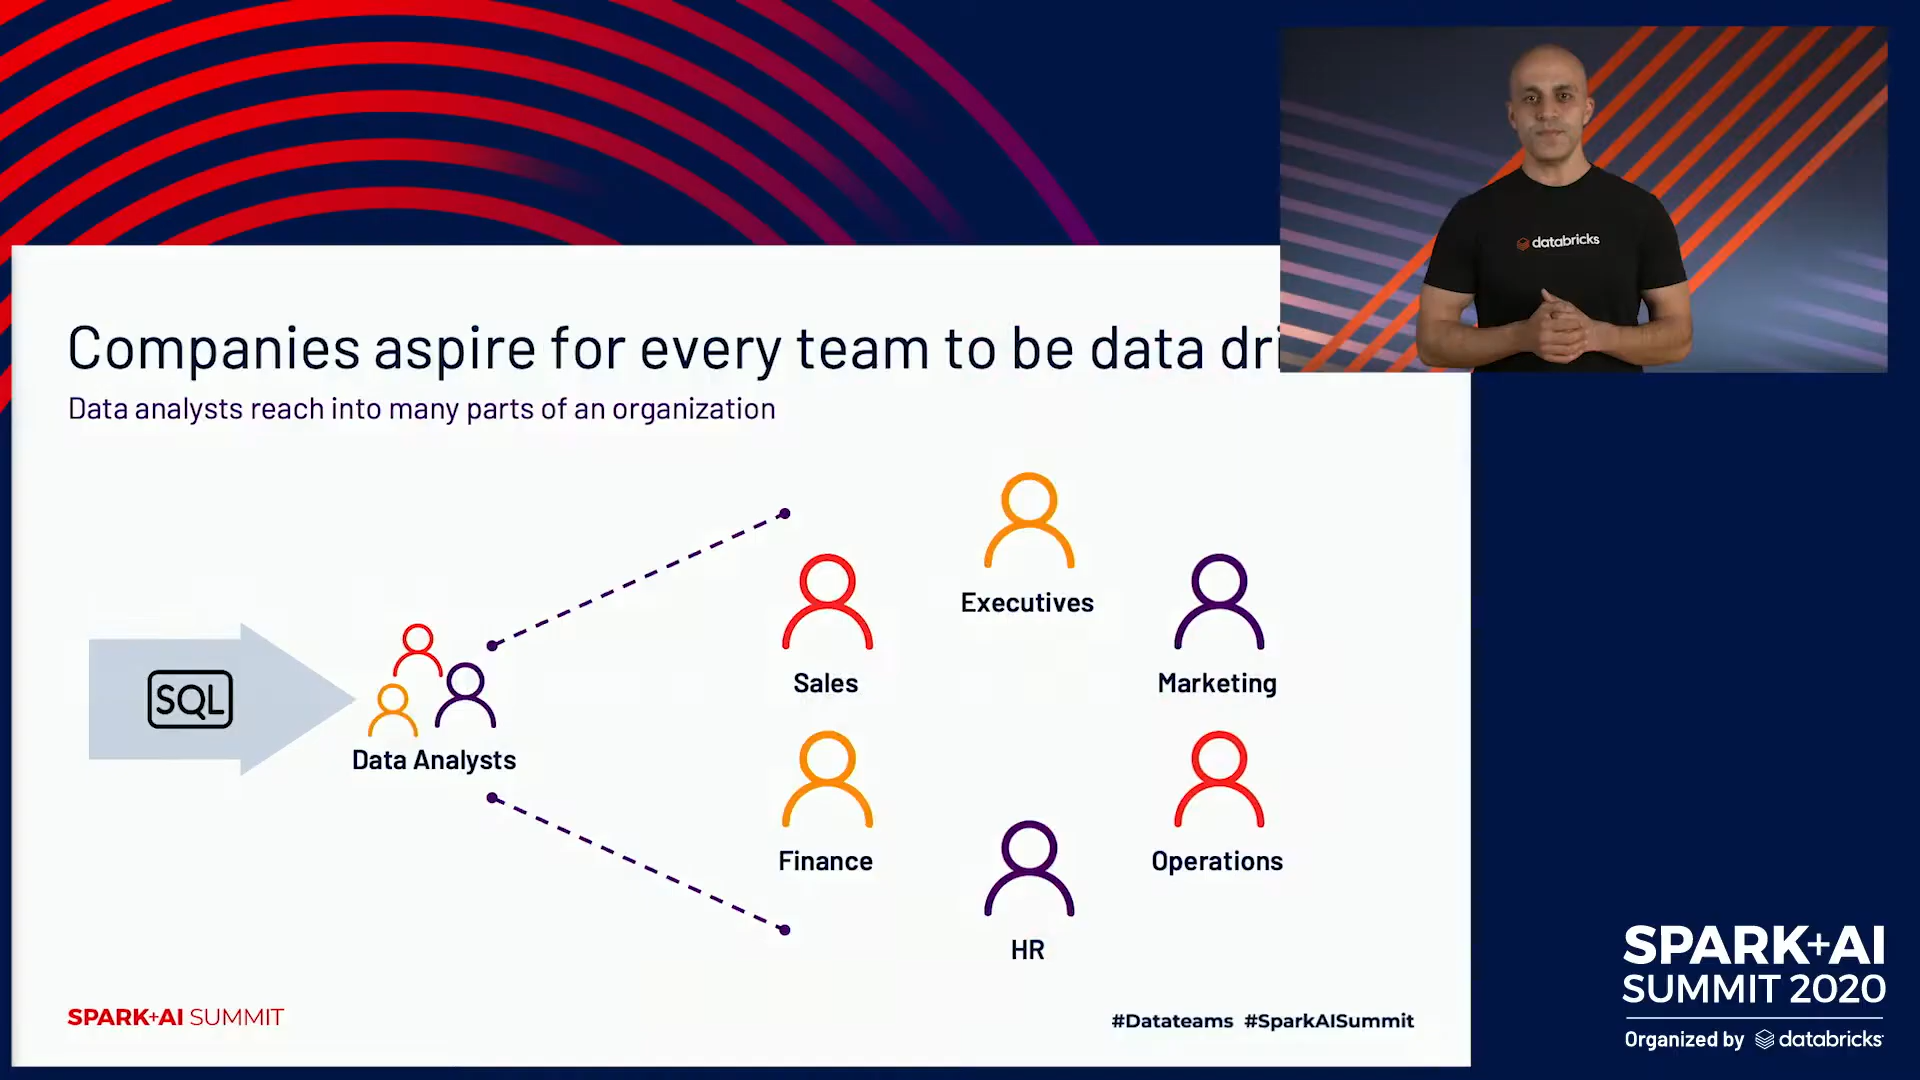 databricks
Companies aspire for every team to be data dri
Data analysts reach into many parts of an organization
Executives
Sales
Marketing
SQL
Data Analysts
Finance
Operations
HR
SPARK+AI SUMMIT
#Datateams #SparkAISummit
SPARK+AI
SUMMIT 2020
Organized by databricks